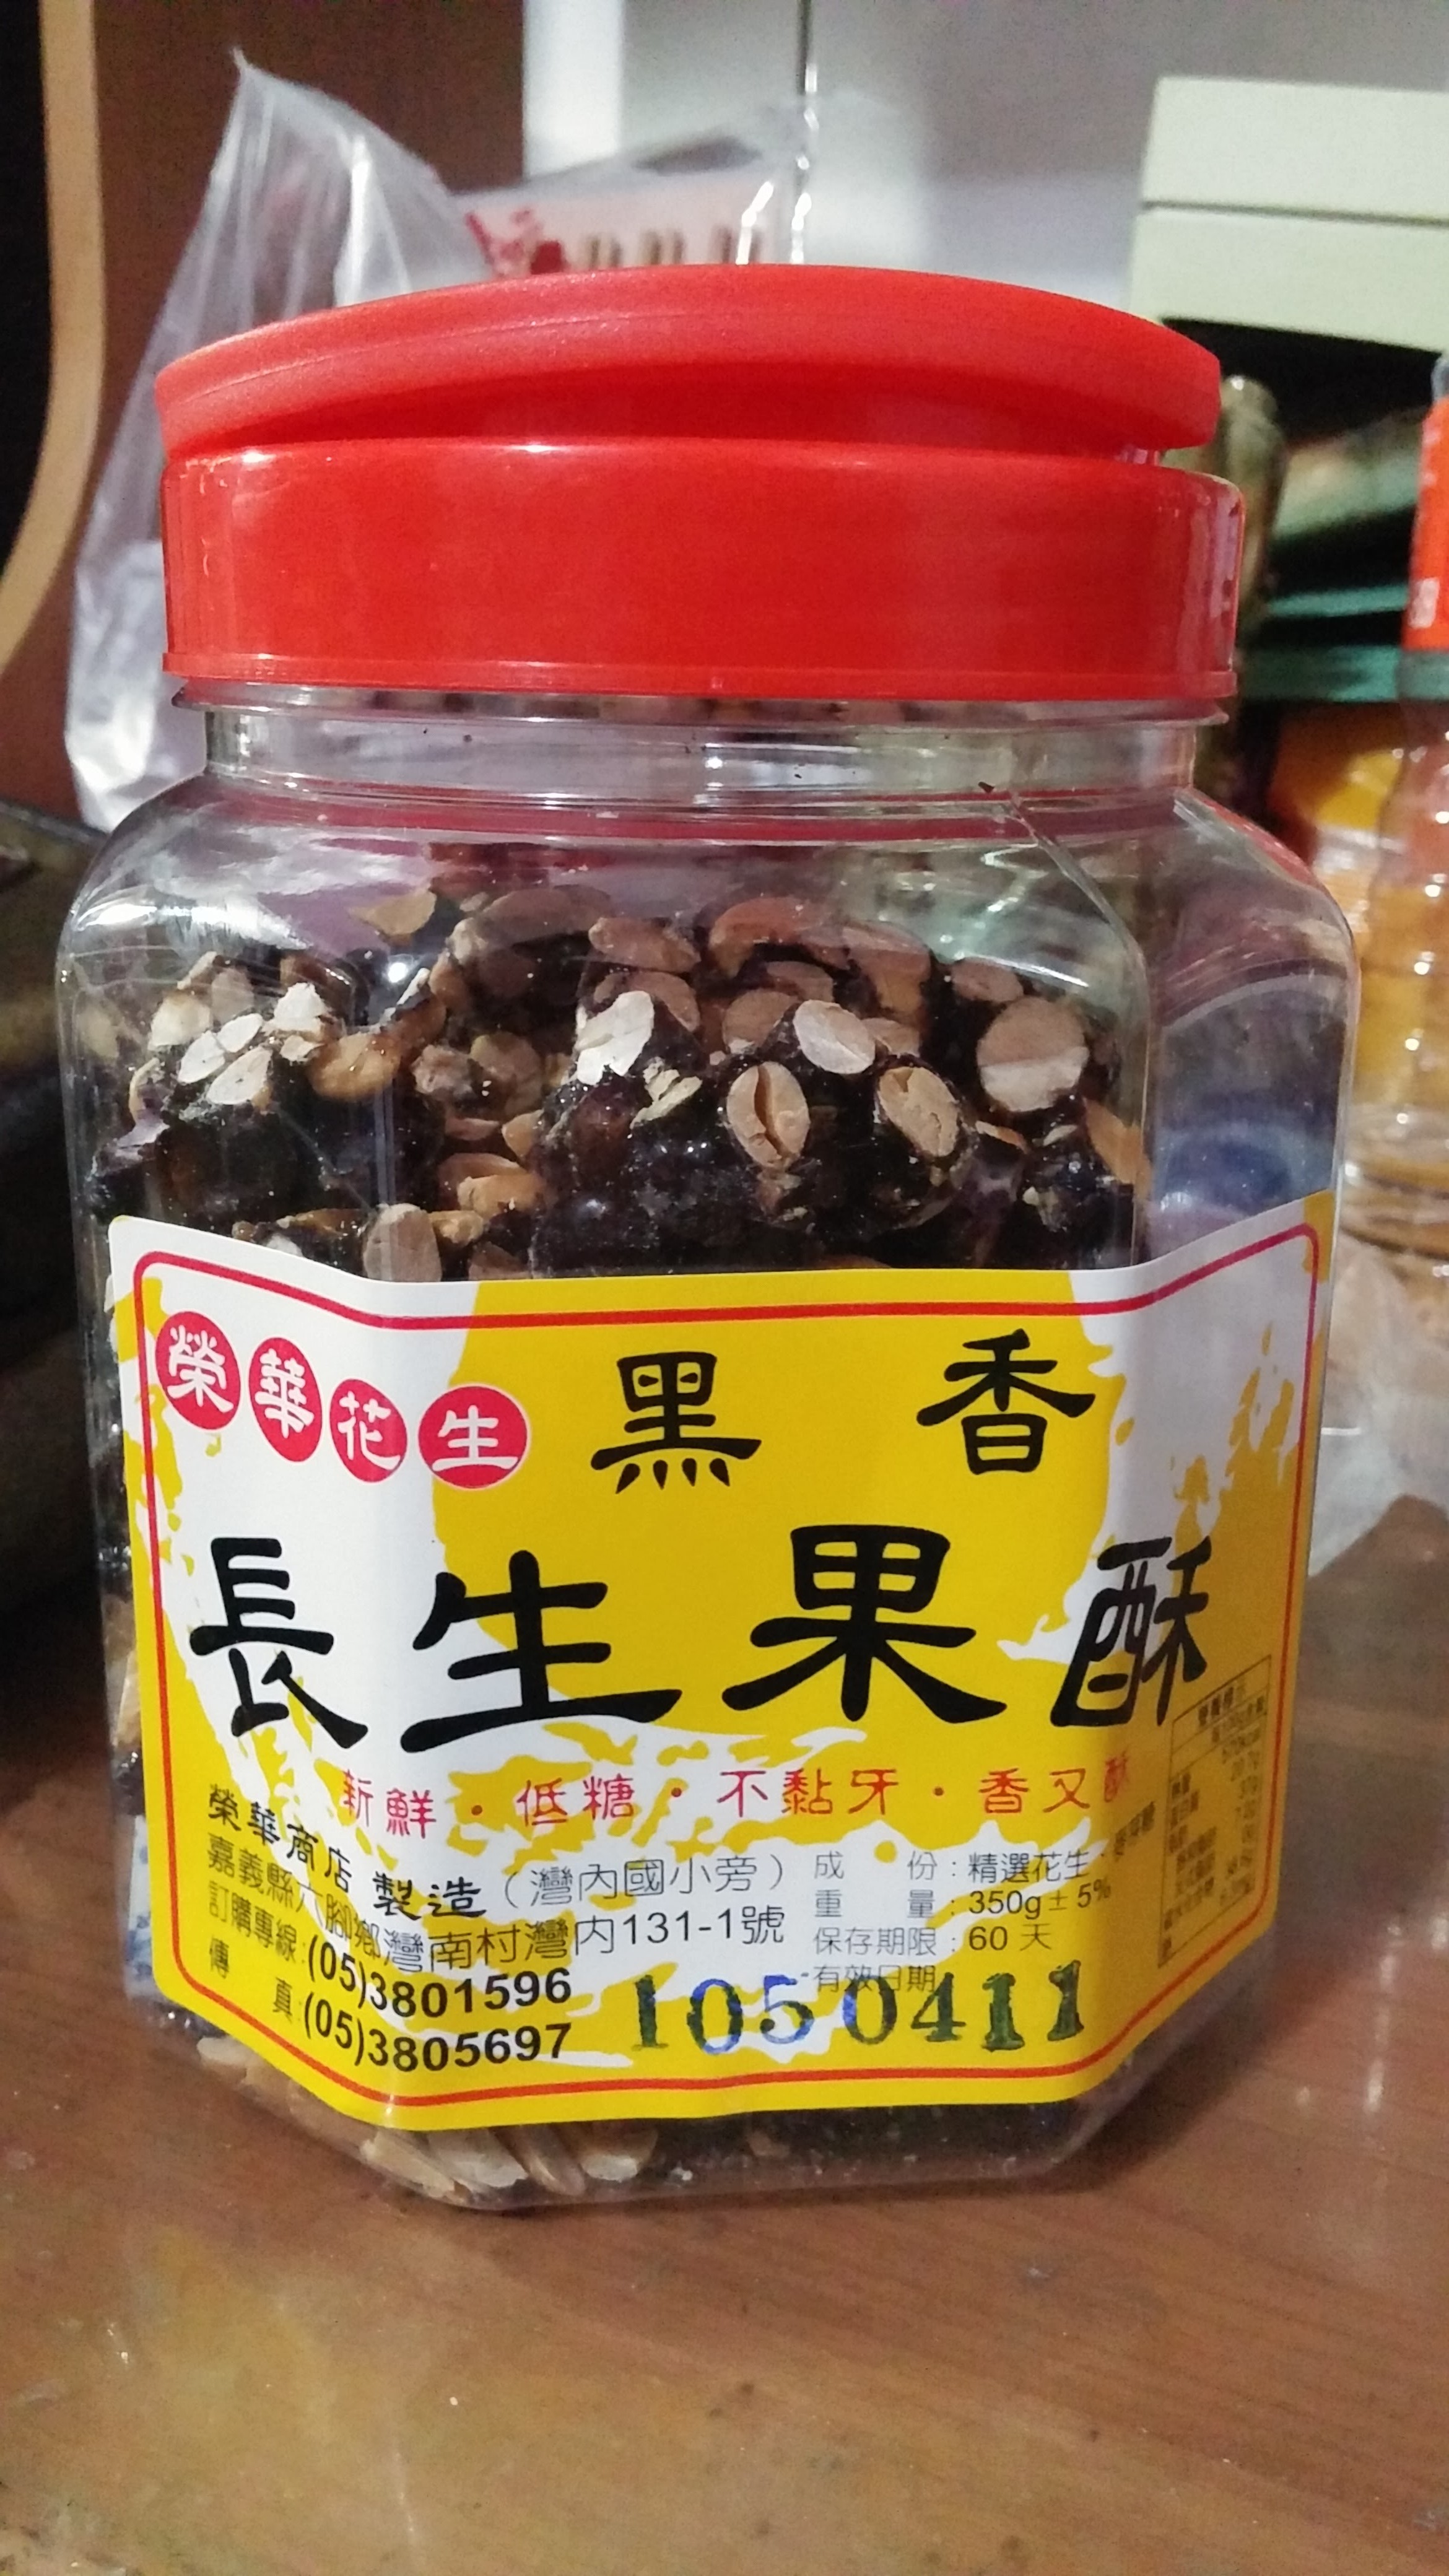 榮華花生
黑香
長生果酥
新鮮・低糖・不黏牙・香又酥
榮華商店 製造（灣內國小旁）
嘉義縣六腳鄉灣南村灣內131-1號
訂購專線:(05)3801596
傳真:(05)3805697
成份:精選花生
重量:350g±5%
保存期限:60天
有效日期
1050411